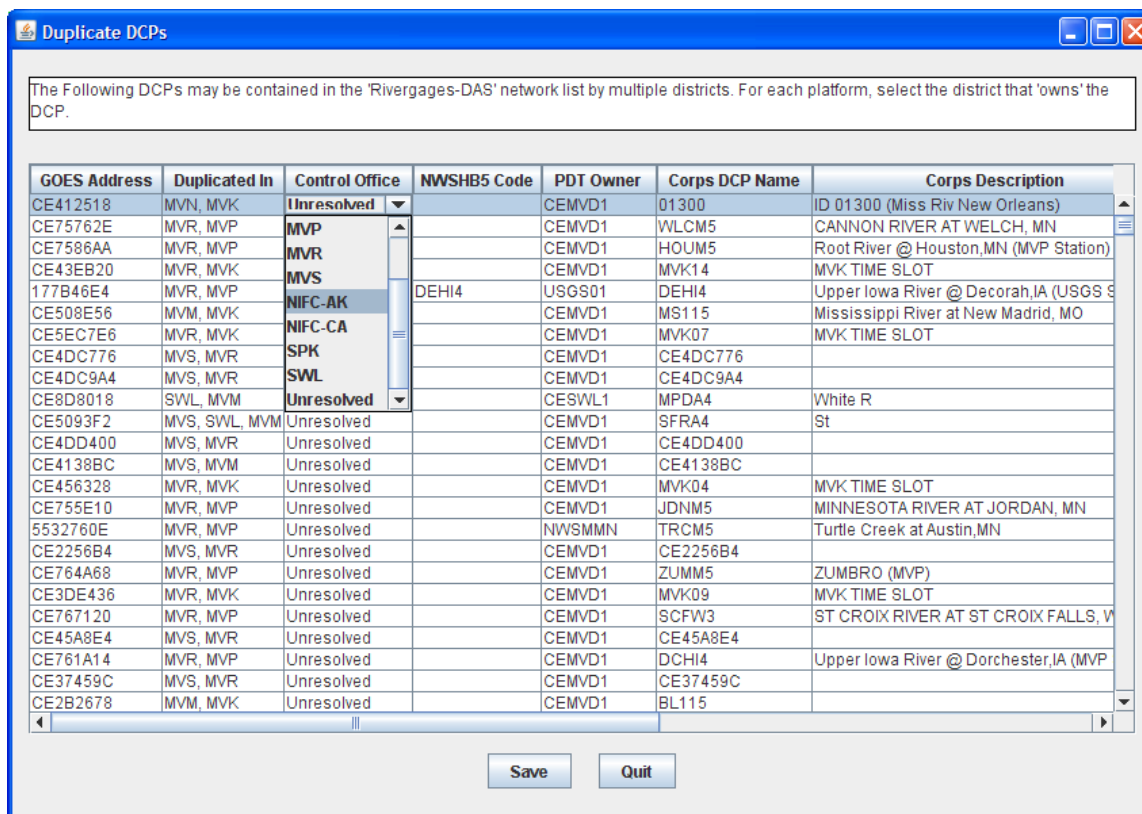 Duplicate DCPs
The Following DCPs may be contained in the 'Rivergages-DAS' network list by multiple districts. For each platform, select the district that 'owns' the
DCP.
GOES Address Duplicated In Control Office NWSHB5 Code PDT Owner Corps DCP Name Corps Description
CE412518 MVN, MVK Unresolved CEMVD1 01300 ID 01300 (Miss Riv New Orleans)
CE75762E MVR, MVP MVP CEMVD1 WLCM5 CANNON RIVER AT WELCH, MN
CE7586AA MVR, MVP MVR CEMVD1 HOUM5 Root River @ Houston,MN (MVP Station)
CE43EB20 MVR, MVK MVS CEMVD1 MVK14 MVK TIME SLOT
177B46E4 MVR, MVP NIFC-AK DEHI4 USGS01 DEHI4 Upper Iowa River @ Decorah,IA (USGS S
CE508E56 MVM, MVK NIFC-CA CEMVD1 MS115 Mississippi River at New Madrid, MO
CE5EC7E6 MVR, MVK CEMVD1 MVK07 MVK TIME SLOT
CE4DC776 MVS, MVR SPK CEMVD1 CE4DC776
CE4DC9A4 MVS, MVR SWL CEMVD1 CE4DC9A4
CE8D8018 SWL, MVM Unresolved CESWL1 MPDA4 White R
CE5093F2 MVS, SWL, MVM Unresolved CEMVD1 SFRA4 St
CE4DD400 MVS, MVR Unresolved CEMVD1 CE4DD400
CE4138BC MVS, MVM Unresolved CEMVD1 CE4138BC
CE456328 MVR, MVK Unresolved CEMVD1 MVK04 MVK TIME SLOT
CE755E10 MVR, MVP Unresolved CEMVD1 JDNM5 MINNESOTA RIVER AT JORDAN, MN
5532760E MVR, MVP Unresolved NWSMMN TRCM5 Turtle Creek at Austin,MN
CE2256B4 MVS, MVR Unresolved CEMVD1 CE2256B4
CE764A68 MVR, MVP Unresolved CEMVD1 ZUMM5 ZUMBRO (MVP)
CE3DE436 MVR, MVK Unresolved CEMVD1 MVK09 MVK TIME SLOT
CE767120 MVR, MVP Unresolved CEMVD1 SCFW3 ST CROIX RIVER AT ST CROIX FALLS, W
CE45A8E4 MVS, MVR Unresolved CEMVD1 CE45A8E4
CE761A14 MVR, MVP Unresolved CEMVD1 DCHI4 Upper Iowa River @ Dorchester,IA (MVP
CE37459C MVS, MVR Unresolved CEMVD1 CE37459C
CE2B2678 MVM, MVK Unresolved CEMVD1 BL115
Save Quit